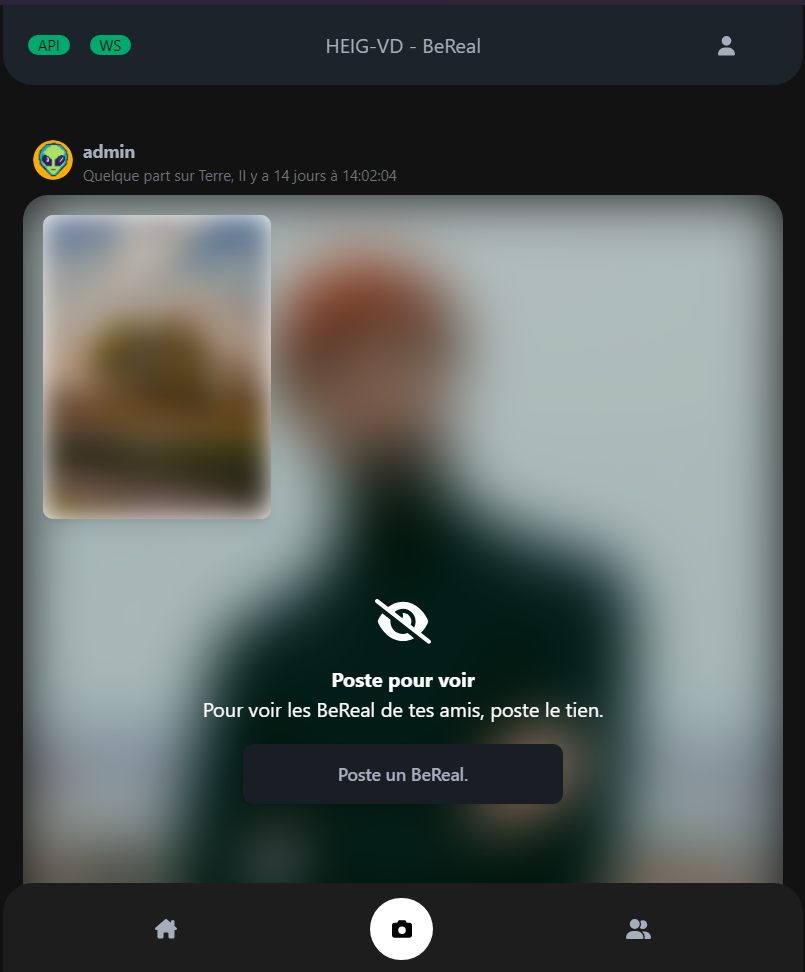 API WS HEIG-VD - BeReal
admin
Quelque part sur Terre, Il y a 14 jours à 14:02:04
Poste pour voir
Pour voir les BeReal de tes amis, poste le tien.
Poste un BeReal.